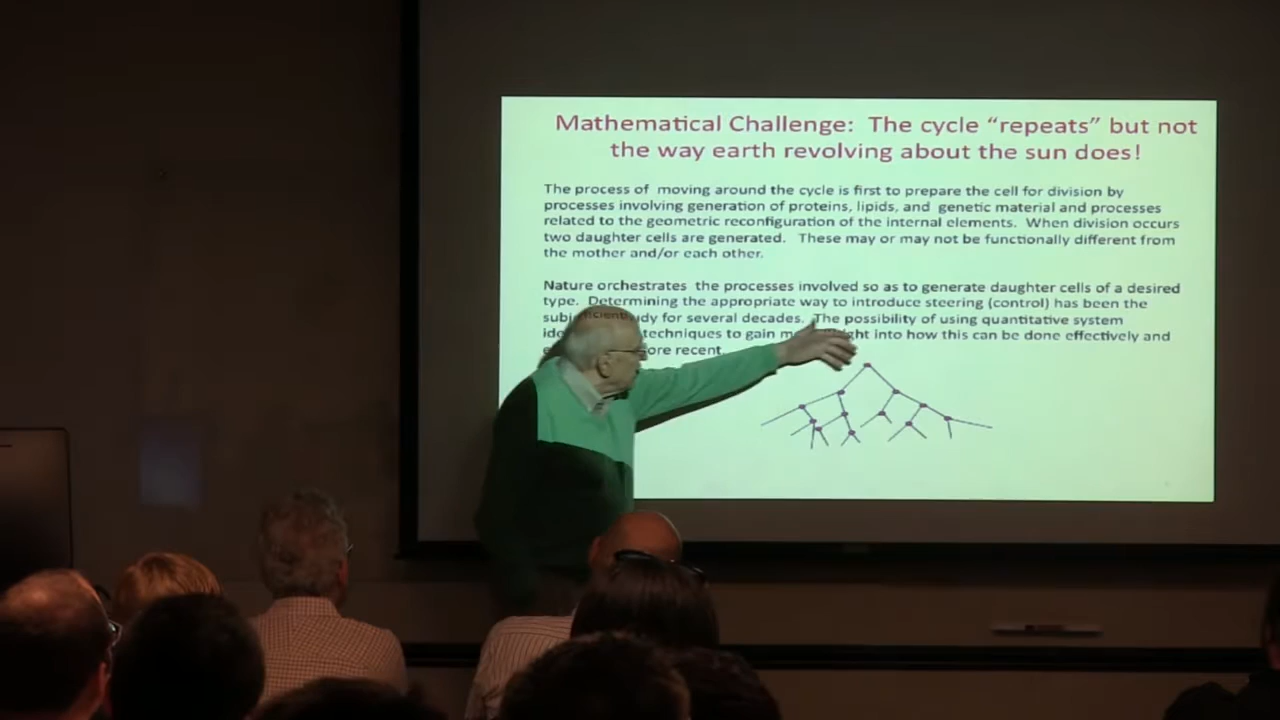 Mathematical Challenge: The cycle “repeats” but not
the way earth revolving about the sun does!
The process of moving around the cycle is first to prepare the cell for division by
processes involving generation of proteins, lipids, and genetic material and processes
related to the geometric reconfiguration of the internal elements. When division occurs
two daughter cells are generated. These may or may not be functionally different from
the mother and/or each other.
Nature orchestrates the processes involved so as to generate daughter cells of a desired
type. Determining the appropriate way to introduce steering (control) has been the
for several decades. The possibility of using quantitative system
techniques to gain into how this can be done effectively and
recent